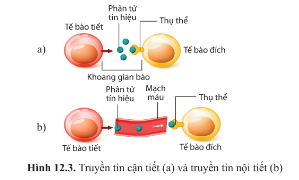 Phân tử
tín hiệu
Thụ thể
Tế bào tiết
a)
Tế bào đích
Khoang gian bào
Phân tử
tín hiệu
Mạch
máu
Thụ thể
b)
Tế bào tiết
Tế bào đích
Hình 12.3. Truyền tin cận tiết (a) và truyền tin nội tiết (b)